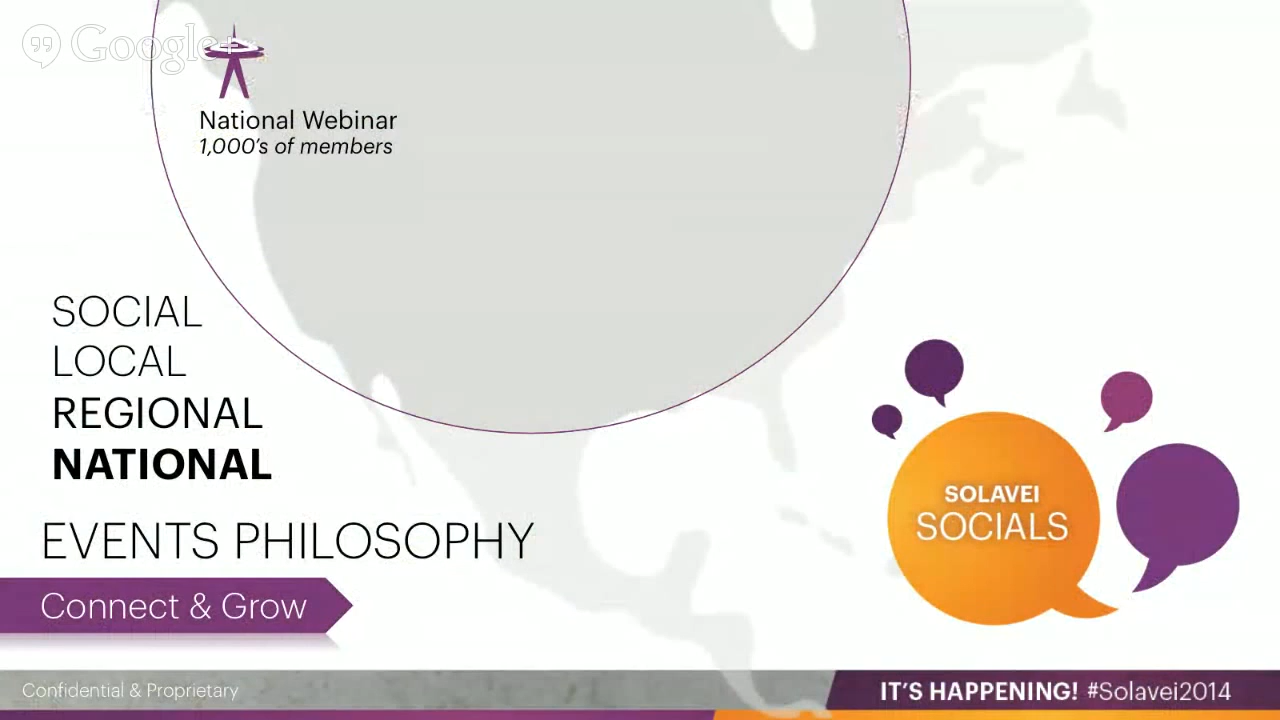 Google+
National Webinar
1,000's of members
SOCIAL
LOCAL
REGIONAL
NATIONAL
EVENTS PHILOSOPHY
Connect & Grow
SOLAVEI
SOCIALS
Confidential & Proprietary
IT'S HAPPENING! #Solavei2014